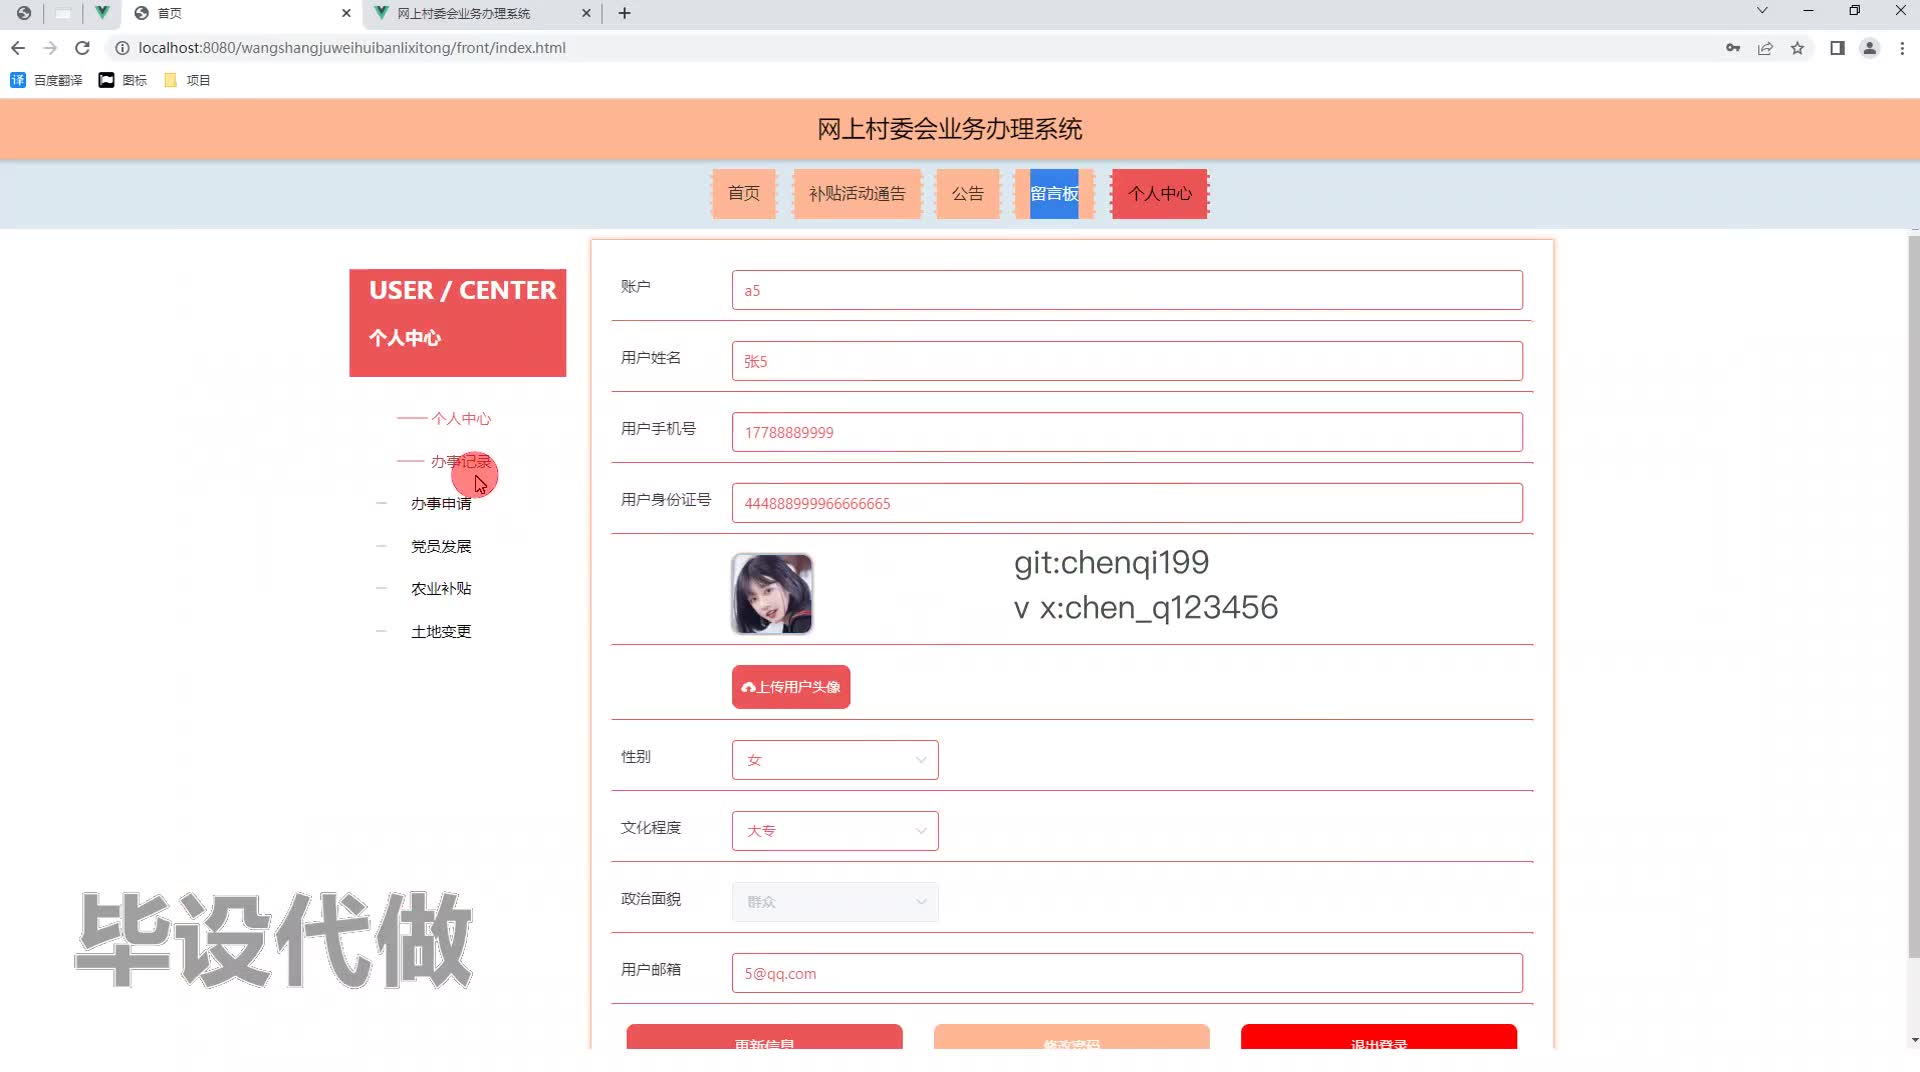 首页
网上村委会业务办理系统
localhost:8080/wangshangjuweihuibanlixitong/front/index.html
译 百度翻译 图标 项目
网上村委会业务办理系统
首页 补贴活动通告 公告 留言板 个人中心
USER / CENTER
个人中心
个人中心
办事记录
办事申请
党员发展
农业补贴
土地变更
账户 a5
用户姓名 张5
用户手机号 17788889999
用户身份证号 444888999966666665
git:chenqi199
v x:chen_q123456
上传用户头像
性别 女
文化程度 大专
政治面貌 群众
用户邮箱 5@qq.com
更新信息 修改密码 退出登录
毕设代做